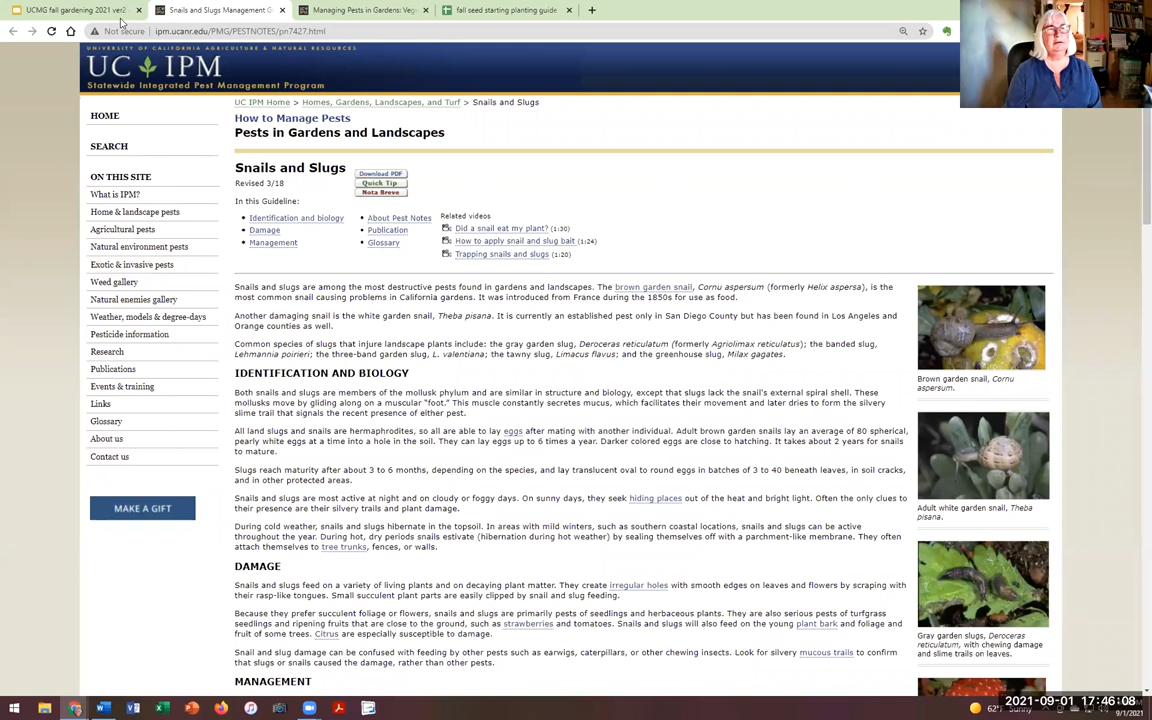 UCMG fall gardening 2021 ver2
Snails and Slugs Management G
Managing Pests in Gardens: Veg
fall seed starting planting guide
Not secure | ipm.ucanr.edu/PMG/PESTNOTES/pn7427.html
UNIVERSITY OF CALIFORNIA AGRICULTURE & NATURAL RESOURCES
UC IPM
Statewide Integrated Pest Management Program
HOME
SEARCH
ON THIS SITE
What is IPM?
Home & landscape pests
Agricultural pests
Natural environment pests
Exotic & invasive pests
Weed gallery
Natural enemies gallery
Weather, models & degree-days
Pesticide information
Research
Publications
Events & training
Links
Glossary
About us
Contact us
MAKE A GIFT
UC IPM Home > Homes, Gardens, Landscapes, and Turf > Snails and Slugs
How to Manage Pests
Pests in Gardens and Landscapes
Snails and Slugs
Revised 3/18
Download PDF
Quick Tip
Nota Breve
In this Guideline:
• Identification and biology
• Damage
• Management
• About Pest Notes
• Publication
• Glossary
Related videos
Did a snail eat my plant? (1:30)
How to apply snail and slug bait (1:24)
Trapping snails and slugs (1:20)
Snails and slugs are among the most destructive pests found in gardens and landscapes. The brown garden snail, Cornu aspersum (formerly Helix aspersa), is the
most common snail causing problems in California gardens. It was introduced from France during the 1850s for use as food.
Another damaging snail is the white garden snail, Theba pisana. It is currently an established pest only in San Diego County but has been found in Los Angeles and
Orange counties as well.
Common species of slugs that injure landscape plants include: the gray garden slug, Deroceras reticulatum (formerly Agriolimax reticulatus); the banded slug,
Lehmannia poirieri; the three-band garden slug, L. valentiana; the tawny slug, Limacus flavus; and the greenhouse slug, Milax gagates.
IDENTIFICATION AND BIOLOGY
Both snails and slugs are members of the mollusk phylum and are similar in structure and biology, except that slugs lack the snail's external spiral shell. These
mollusks move by gliding along on a muscular “foot.” This muscle constantly secretes mucus, which facilitates their movement and later dries to form the silvery
slime trail that signals the recent presence of either pest.
All land slugs and snails are hermaphrodites, so all are able to lay eggs after mating with another individual. Adult brown garden snails lay an average of 80 spherical,
pearly white eggs at a time into a hole in the soil. They can lay eggs up to 6 times a year. Darker colored eggs are close to hatching. It takes about 2 years for snails
to mature.
Slugs reach maturity after about 3 to 6 months, depending on the species, and lay translucent oval to round eggs in batches of 3 to 40 beneath leaves, in soil cracks,
and in other protected areas.
Snails and slugs are most active at night and on cloudy or foggy days. On sunny days, they seek hiding places out of the heat and bright light. Often the only clues to
their presence are their silvery trails and plant damage.
During cold weather, snails and slugs hibernate in the topsoil. In areas with mild winters, such as southern coastal locations, snails and slugs can be active
throughout the year. During hot, dry periods snails estivate (hibernation during hot weather) by sealing themselves off with a parchment-like membrane. They often
attach themselves to tree trunks, fences, or walls.
DAMAGE
Snails and slugs feed on a variety of living plants and on decaying plant matter. They create irregular holes with smooth edges on leaves and flowers by scraping with
their rasp-like tongues. Small succulent plant parts are easily clipped by snail and slug feeding.
Because they prefer succulent foliage or flowers, snails and slugs are primarily pests of seedlings and herbaceous plants. They are also serious pests of turfgrass
seedlings and ripening fruits that are close to the ground, such as strawberries and tomatoes. Snails and slugs will also feed on the young plant bark and foliage and
fruit of some trees. Citrus are especially susceptible to damage.
Snail and slug damage can be confused with feeding by other pests such as earwigs, caterpillars, or other chewing insects. Look for silvery mucous trails to confirm
that slugs or snails caused the damage, rather than other pests.
MANAGEMENT
Brown garden snail, Cornu
aspersum.
Adult white garden snail, Theba
pisana.
Gray garden slugs, Deroceras
reticulatum, with chewing damage
and slime trails on leaves.
62°
2021-09-01 17:46:08
9/1/2021